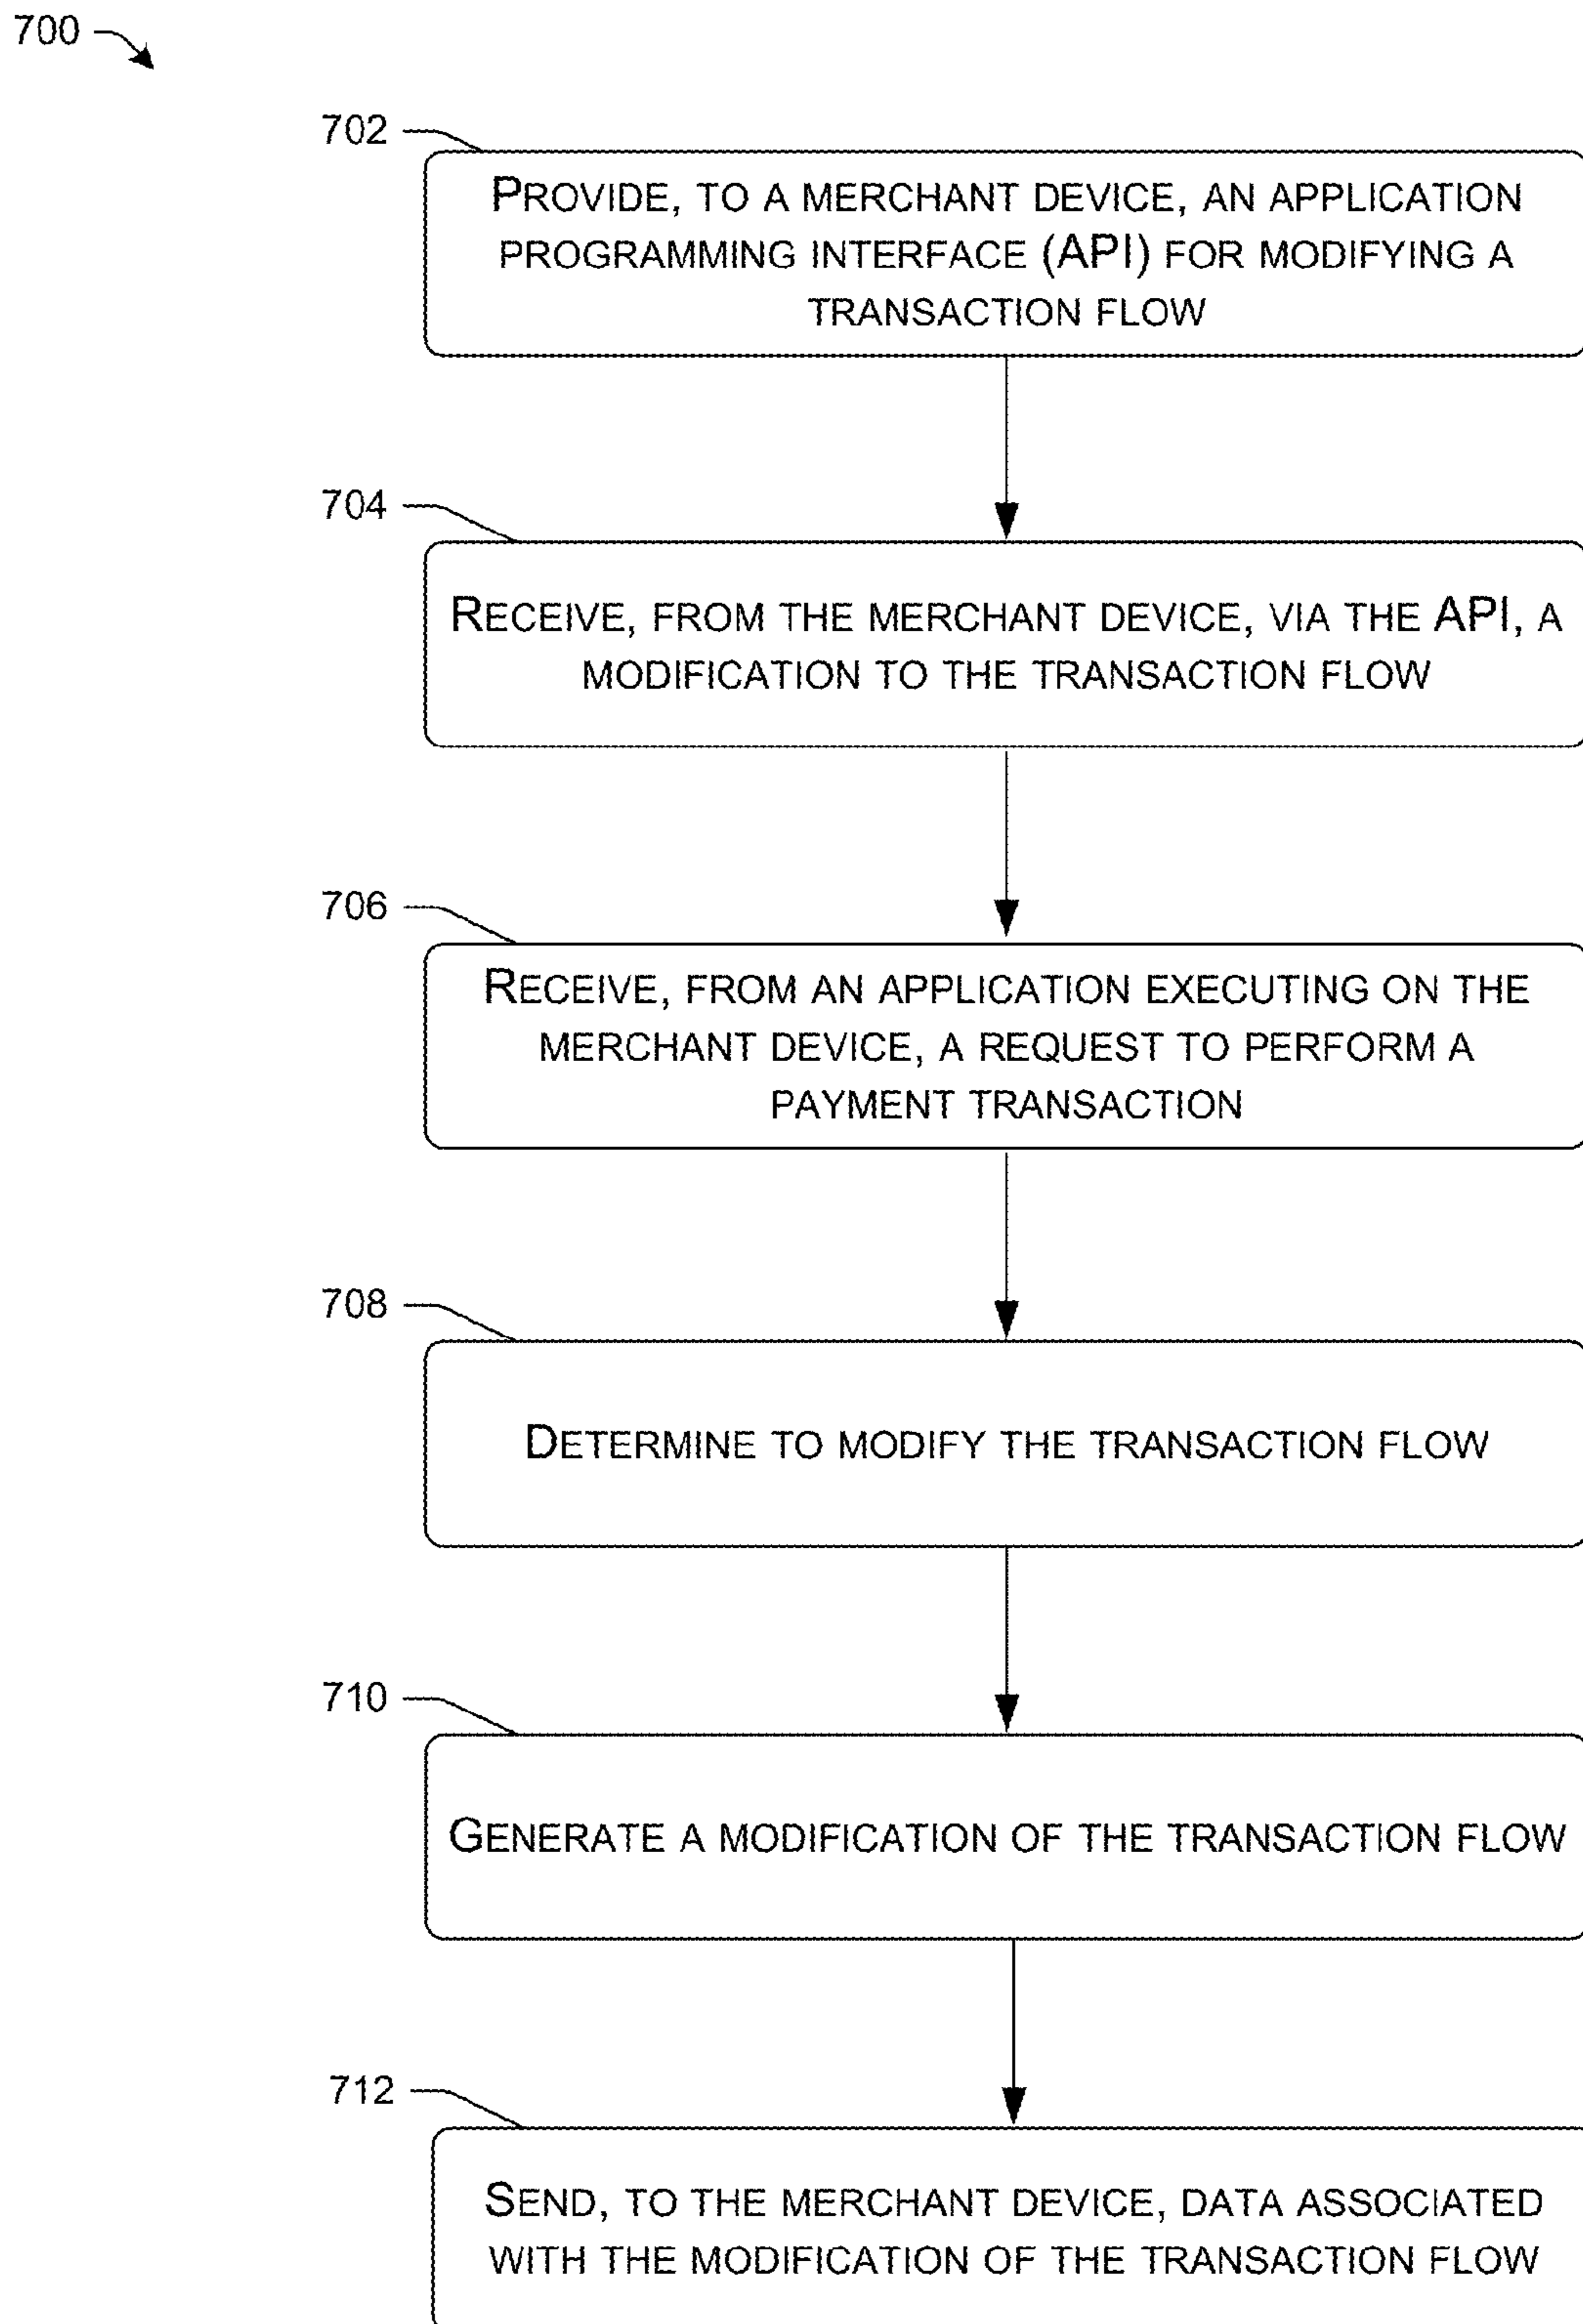 700
702
PROVIDE, TO A MERCHANT DEVICE, AN APPLICATION
PROGRAMMING INTERFACE (API) FOR MODIFYING A
TRANSACTION FLOW
704
RECEIVE, FROM THE MERCHANT DEVICE, VIA THE API, A
MODIFICATION TO THE TRANSACTION FLOW
706
RECEIVE, FROM AN APPLICATION EXECUTING ON THE
MERCHANT DEVICE, A REQUEST TO PERFORM A
PAYMENT TRANSACTION
708
DETERMINE TO MODIFY THE TRANSACTION FLOW
710
GENERATE A MODIFICATION OF THE TRANSACTION FLOW
712
SEND, TO THE MERCHANT DEVICE, DATA ASSOCIATED
WITH THE MODIFICATION OF THE TRANSACTION FLOW